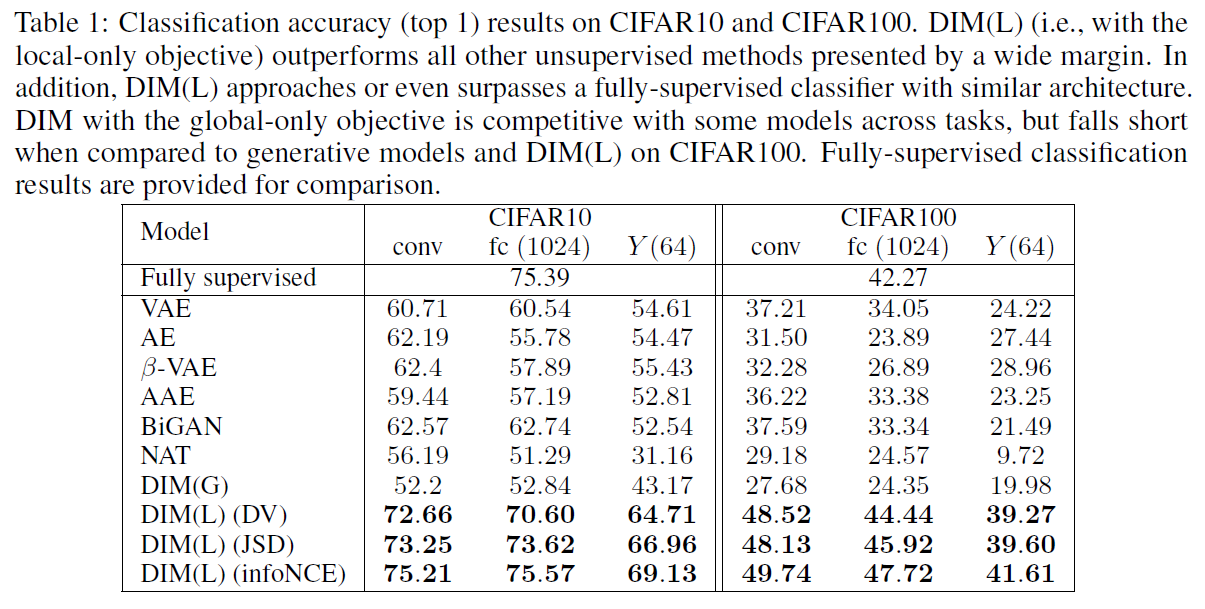 Table 1: Classification accuracy (top 1) results on CIFAR10 and CIFAR100. DIM(L) (i.e., with the
local-only objective) outperforms all other unsupervised methods presented by a wide margin. In
addition, DIM(L) approaches or even surpasses a fully-supervised classifier with similar architecture.
DIM with the global-only objective is competitive with some models across tasks, but falls short
when compared to generative models and DIM(L) on CIFAR100. Fully-supervised classification
results are provided for comparison.
Model CIFAR10 CIFAR100
conv fc (1024) Y(64) conv fc (1024) Y(64)
Fully supervised 75.39 42.27
VAE 60.71 60.54 54.61 37.21 34.05 24.22
AE 62.19 55.78 54.47 31.50 23.89 27.44
β-VAE 62.4 57.89 55.43 32.28 26.89 28.96
AAE 59.44 57.19 52.81 36.22 33.38 23.25
BiGAN 62.57 62.74 52.54 37.59 33.34 21.49
NAT 56.19 51.29 31.16 29.18 24.57 9.72
DIM(G) 52.2 52.84 43.17 27.68 24.35 19.98
DIM(L) (DV) 72.66 70.60 64.71 48.52 44.44 39.27
DIM(L) (JSD) 73.25 73.62 66.96 48.13 45.92 39.60
DIM(L) (infoNCE) 75.21 75.57 69.13 49.74 47.72 41.61